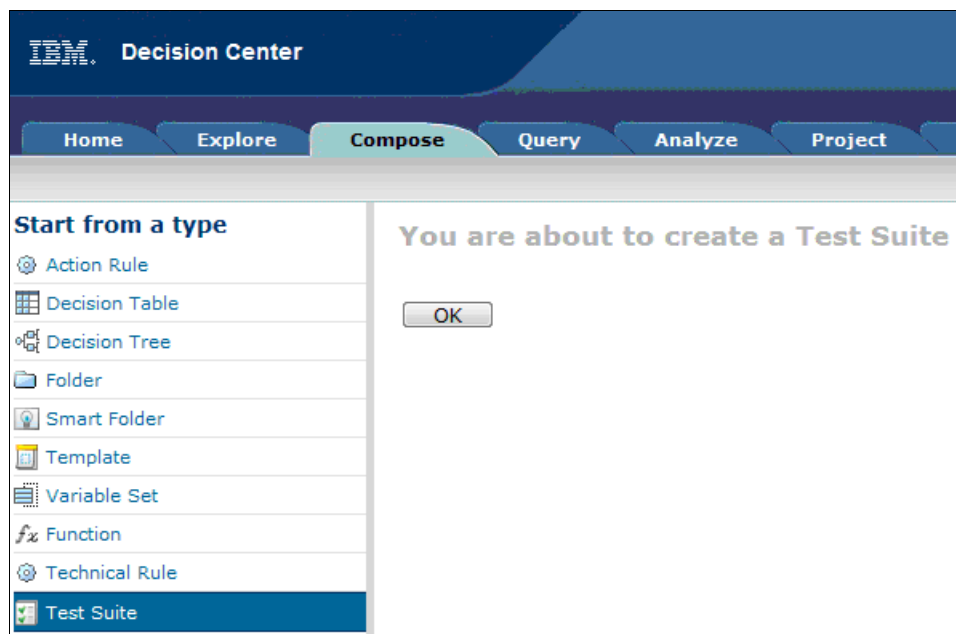 IBM. Decision Center
Home Explore Compose Query Analyze Project
Start from a type
Action Rule
Decision Table
Decision Tree
Folder
Smart Folder
Template
Variable Set
fx Function
Technical Rule
Test Suite
You are about to create a Test Suite
OK